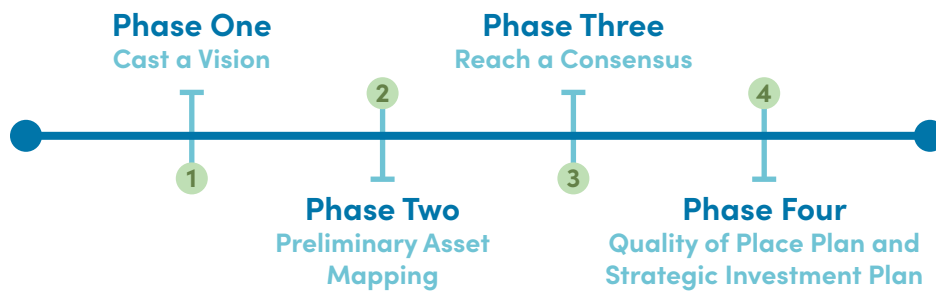 Phase One
Cast a Vision
Phase Three
Reach a Consensus
2
4
1
3
Phase Two
Preliminary Asset
Mapping
Phase Four
Quality of Place Plan and
Strategic Investment Plan